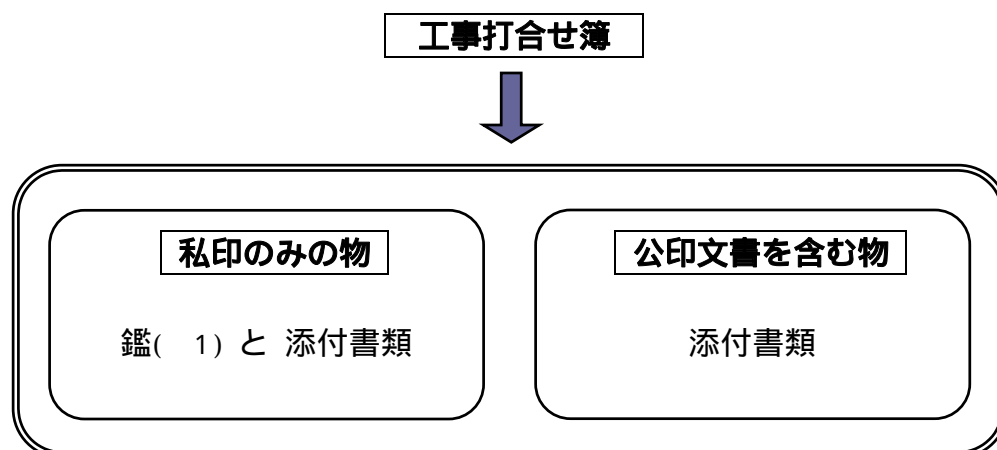 工事打合せ簿
私印のみの物
公印文書を含む物
鑑( 1) と 添付書類
添付書類